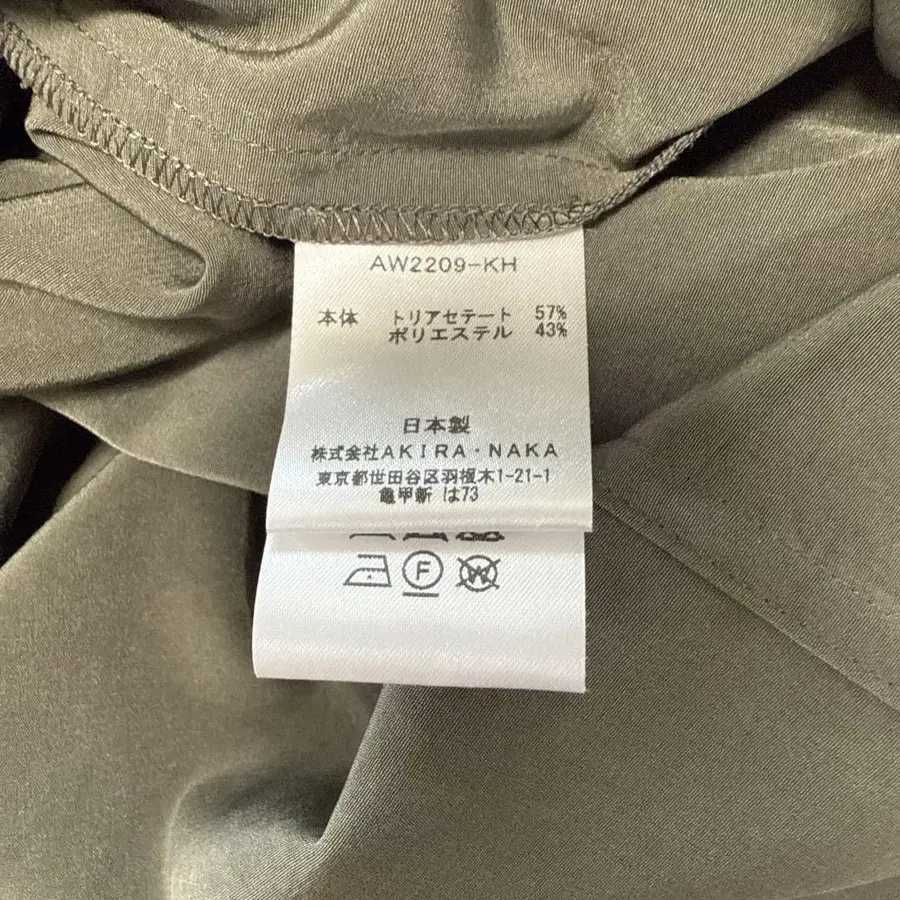 AW2209-KH
本体 トリアセテート 57%
ポリエステル 43%
日本製
株式会社AKIRA・NAKA
東京都世田谷区羽根木1-21-1
亀甲新 は73
F W